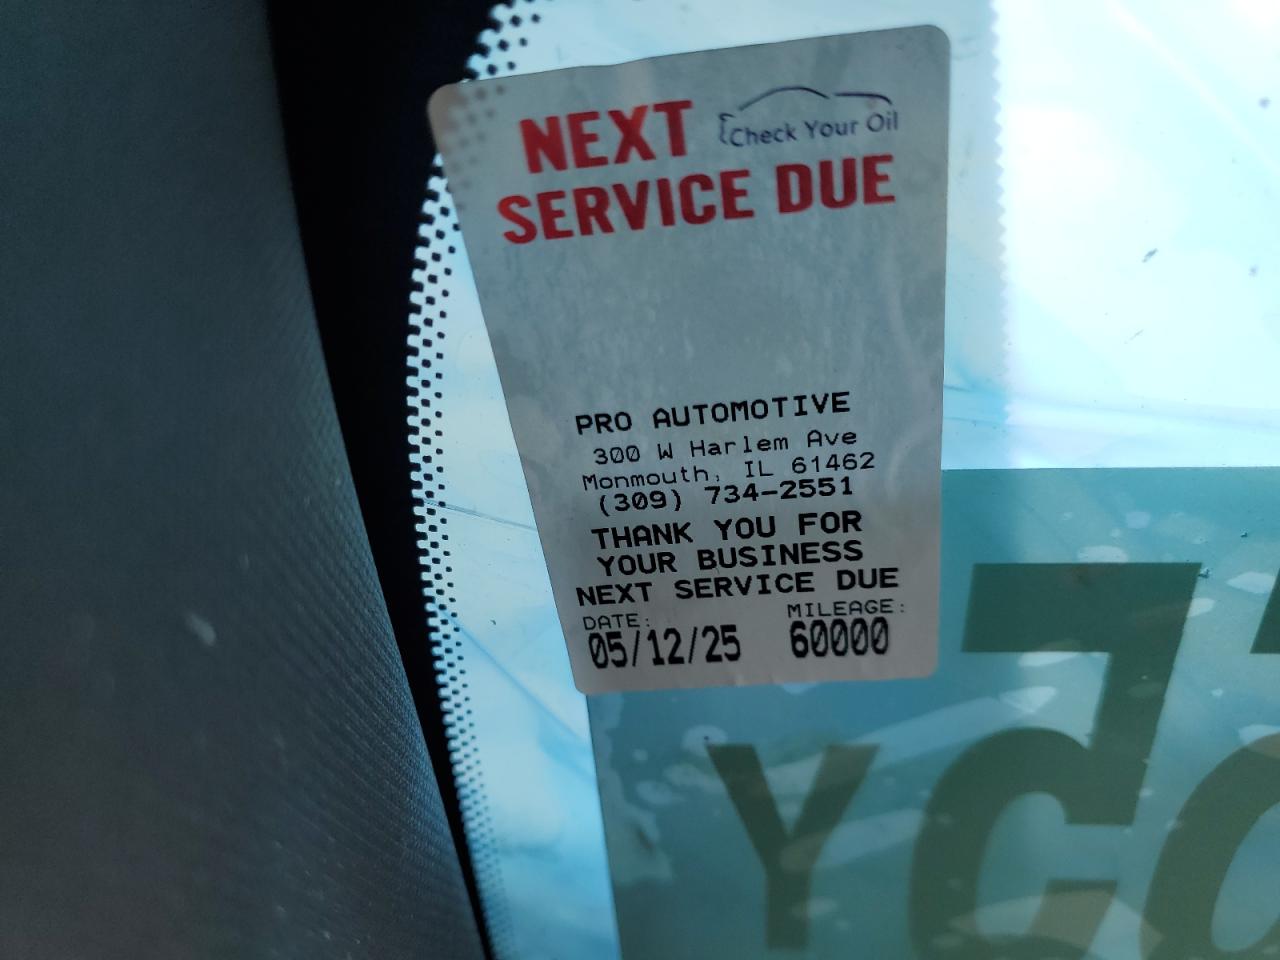 NEXT
Check Your Oil
SERVICE DUE
PRO AUTOMOTIVE
300 W Harlem Ave
Monmouth, IL 61462
(309) 734-2551
THANK YOU FOR
YOUR BUSINESS
NEXT SERVICE DUE
DATE: MILEAGE:
05/12/25 60000